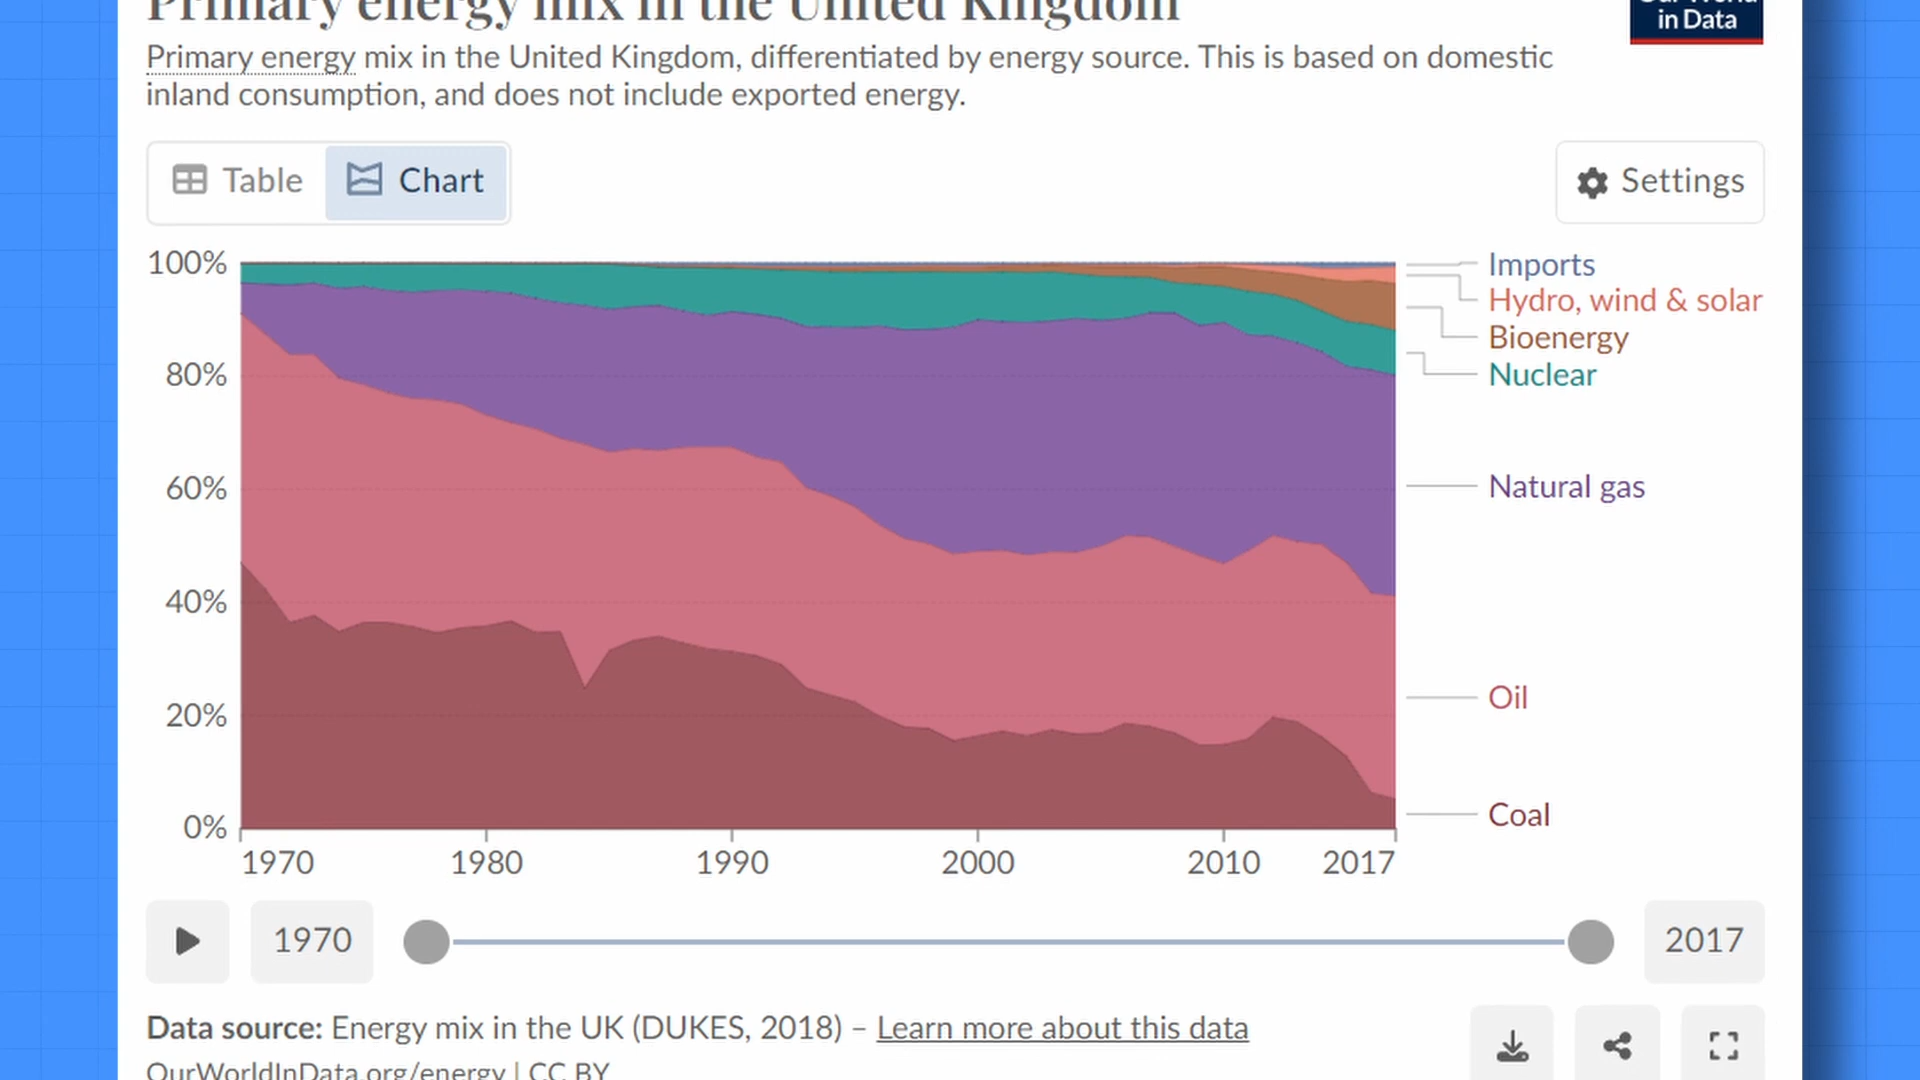 Primary energy mix in the United Kingdom
Our World
in Data
Primary energy mix in the United Kingdom, differentiated by energy source. This is based on domestic
inland consumption, and does not include exported energy.
Table
Chart
Settings
100%
80%
60%
40%
20%
0%
Imports
Hydro, wind & solar
Bioenergy
Nuclear
Natural gas
Oil
Coal
1970
1980
1990
2000
2010
2017
1970
2017
Data source: Energy mix in the UK (DUKES, 2018) – Learn more about this data
OurWorldInData.org/energy | CC BY